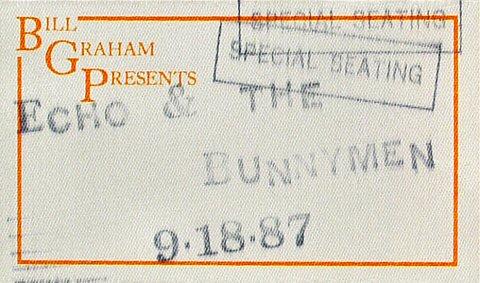 SPECIAL SEATING
SPECIAL SEATING
BILL
GRAHAM
PRESENTS
ECHO & THE
BUNNYMEN
9·18·87